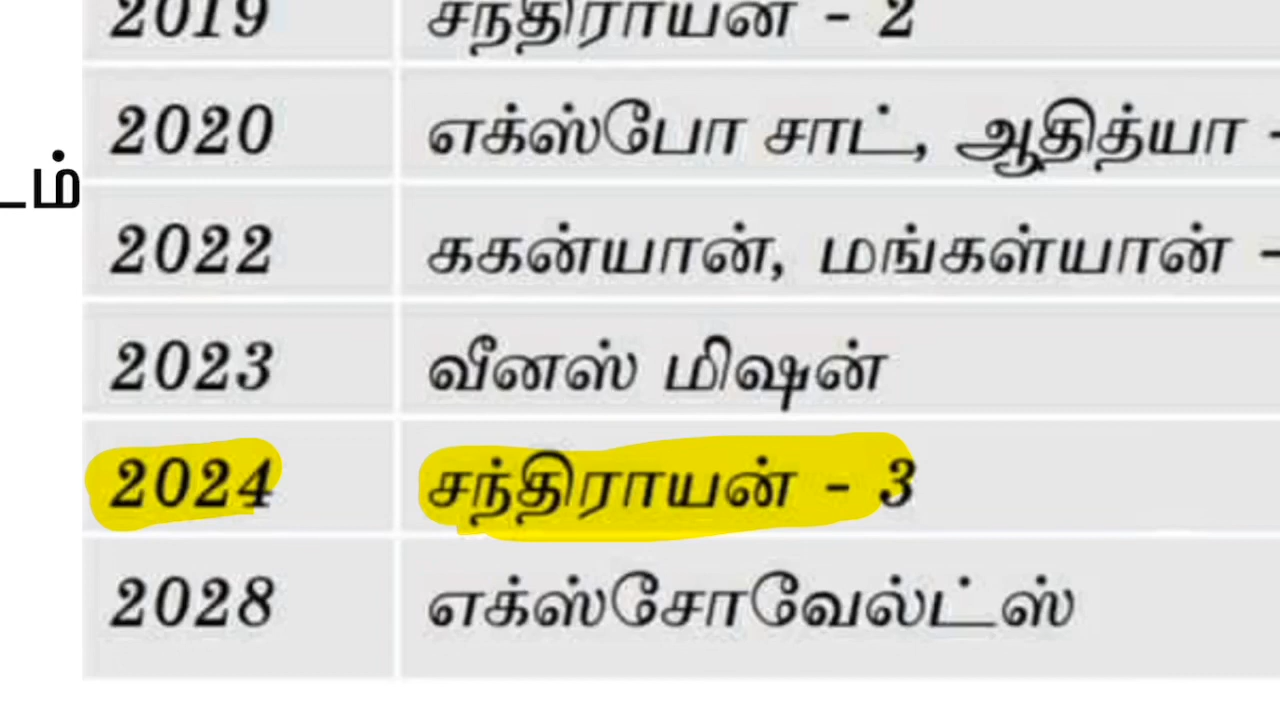 2019 சந்திராயன் - 2
2020 எக்ஸ்போ சாட், ஆதித்யா -
டம்
2022 ககன்யான், மங்கள்யான் -
2023 வீனஸ் மிஷன்
2024 சந்திராயன் - 3
2028 எக்ஸ்சோவேல்ட்ஸ்